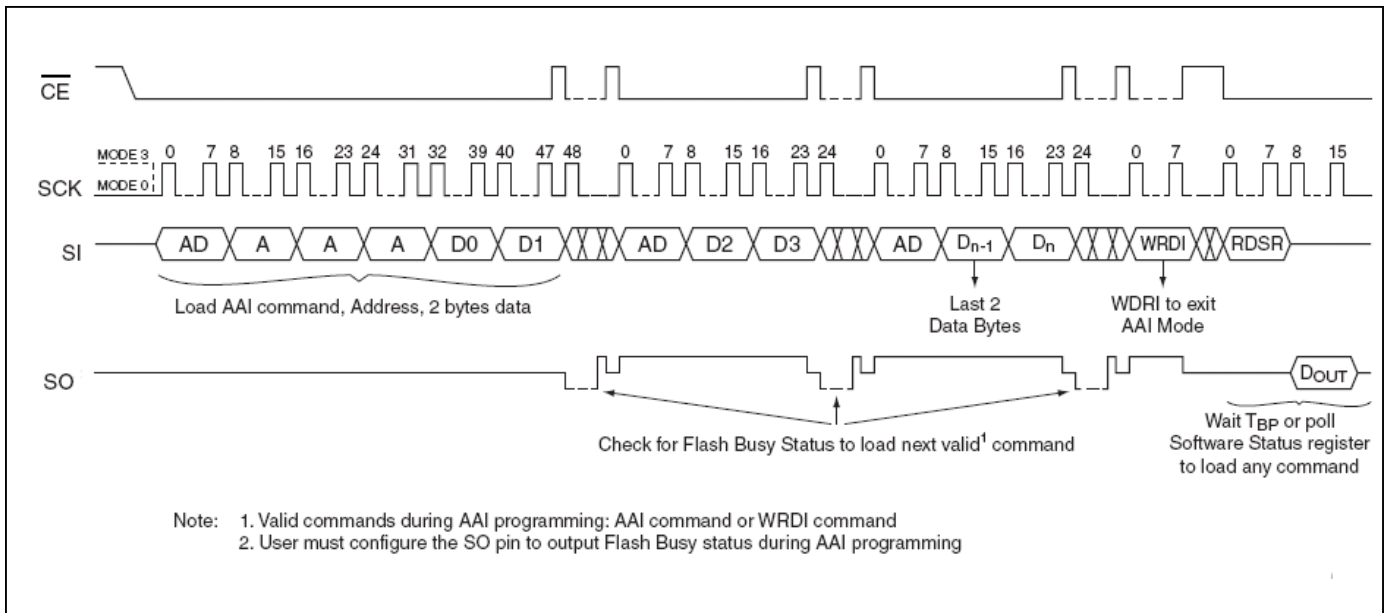 CE
MODE 3 0 7 8 15 16 23 24 31 32 39 40 47 48 0 7 8 15 16 23 24 0 7 8 15 16 23 24 0 7 0 7 8 15
SCK MODE 0
SI AD A A A D0 D1 AD D2 D3 AD Dn-1 Dn WRDI RDSR
Load AAI command, Address, 2 bytes data
Last 2
Data Bytes
WDRI to exit
AAI Mode
SO DOUT
Check for Flash Busy Status to load next valid1 command
Wait TBP or poll
Software Status register
to load any command
Note: 1. Valid commands during AAI programming: AAI command or WRDI command
2. User must configure the SO pin to output Flash Busy status during AAI programming